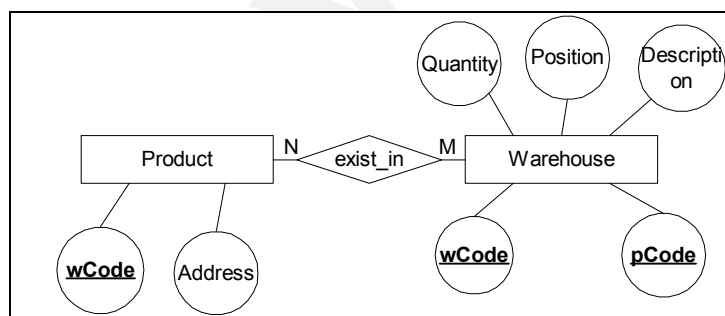 Quantity
Position
Descripti
on
Product
N
exist_in
M
Warehouse
wCode
Address
wCode
pCode